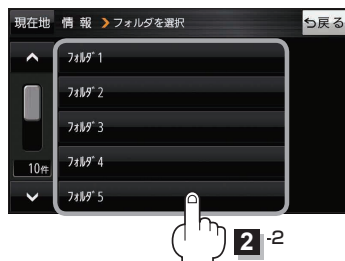 現在地 情 報 フォルダを選択 戻る
ﾌｫﾙﾀﾞ 1
ﾌｫﾙﾀﾞ 2
ﾌｫﾙﾀﾞ 3
ﾌｫﾙﾀﾞ 4
10件
ﾌｫﾙﾀﾞ 5
2 -2